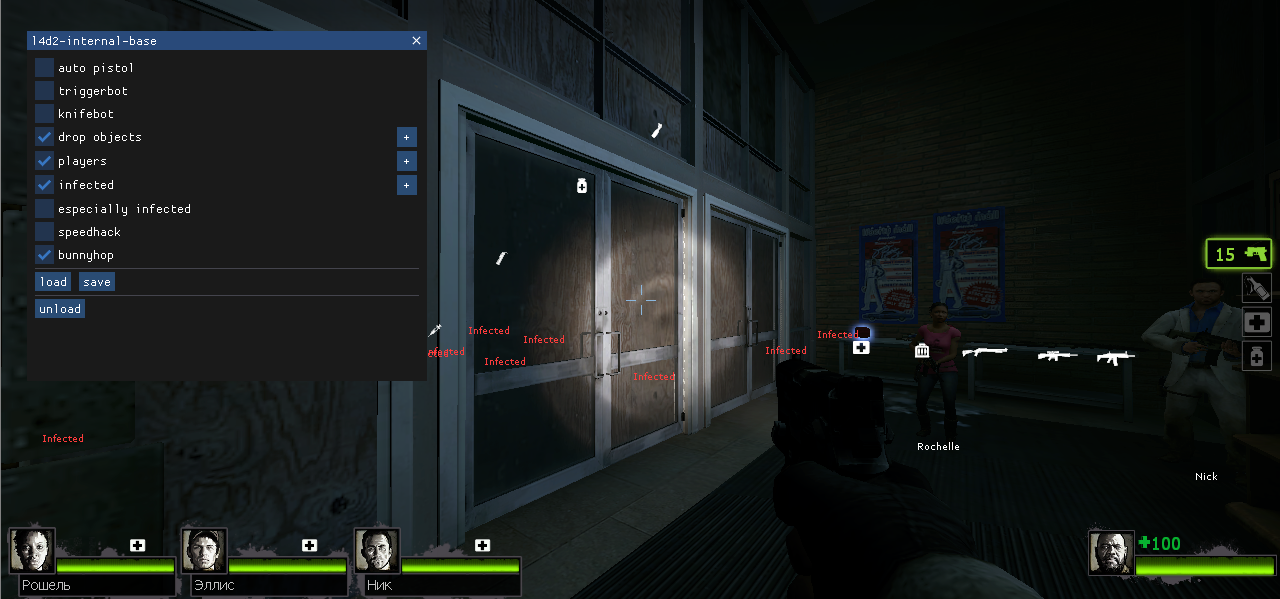 l4d2-internal-base
auto pistol
triggerbot
knifebot
drop objects
+
players
+
infected
+
especially infected
speedhack
bunnyhop
load save
unload
15
Infected
Infected
Infected
Infected
Infected
Infected
Infected
Rochelle
Nick
+100
Рошель
Эллис
Ник